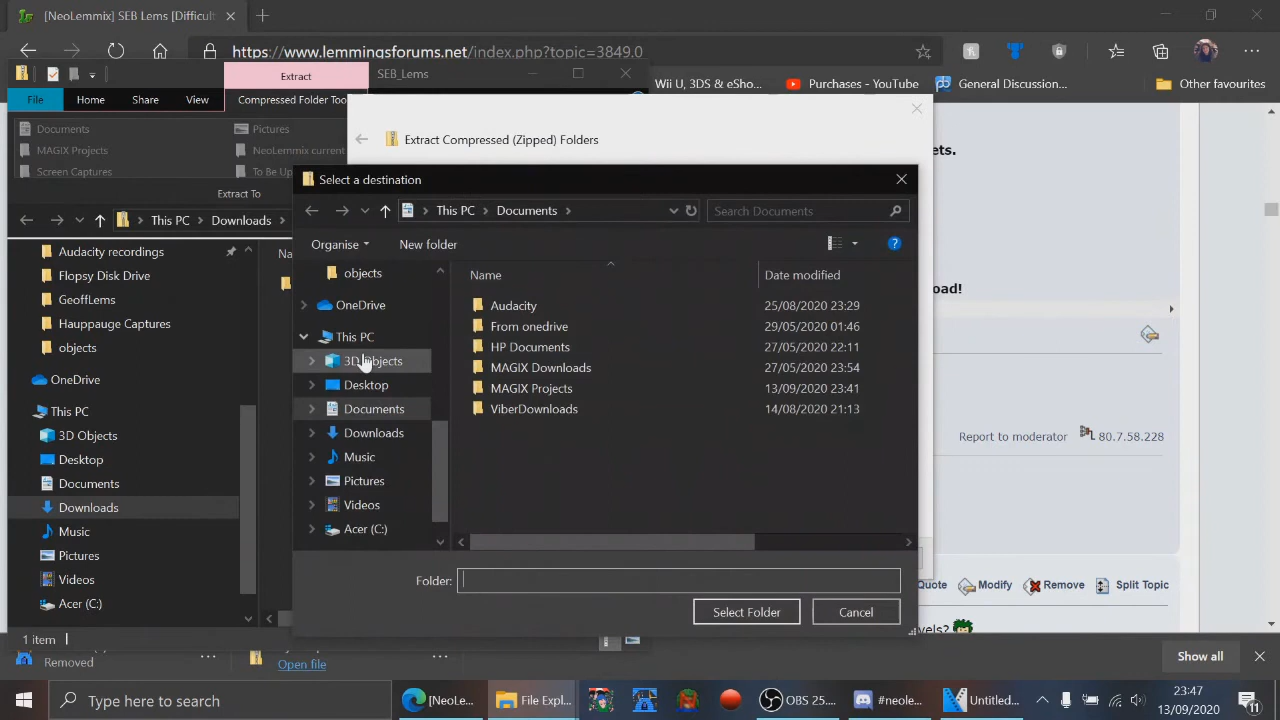 [NeoLemmix] SEB Lems [Difficult
https://www.lemmingsforums.net/index.php?topic=3849.0
Extract
SEB_Lems
Wii U, 3DS & eSho...
Purchases - YouTube
General Discussion...
Other favourites
File
Home
Share
View
Compressed Folder Too
Documents
Pictures
MAGIX Projects
NeoLemmix current
Screen Captures
To Be Up
Extract To
Extract Compressed (Zipped) Folders
ets.
Select a destination
This PC
Downloads
This PC
Documents
Search Documents
Organise
New folder
Audacity recordings
Flopsy Disk Drive
GeoffLems
Hauppauge Captures
objects
OneDrive
This PC
3D Objects
Desktop
Documents
Downloads
Music
Pictures
Videos
Acer (C:)
Na
objects
OneDrive
This PC
3D Objects
Desktop
Documents
Downloads
Music
Pictures
Videos
Acer (C:)
Name
Date modified
Audacity
25/08/2020 23:29
From onedrive
29/05/2020 01:46
HP Documents
27/05/2020 22:11
MAGIX Downloads
27/05/2020 23:54
MAGIX Projects
13/09/2020 23:41
ViberDownloads
14/08/2020 21:13
oad!
Report to moderator
80.7.58.228
Folder:
Select Folder
Cancel
Quote
Modify
Remove
Split Topic
vels?
1 item
Removed
Open file
Show all
Type here to search
[NeoLe...
File Expl...
OBS 25....
#neole...
Untitled...
23:47
13/09/2020
11